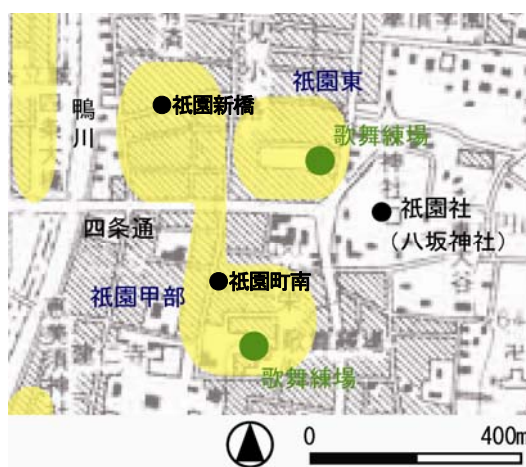 祇園東
●祇園新橋
鴨川
歌舞練場
●祇園社
（八坂神社）
四条通
●祇園町南
祇園甲部
歌舞練場
0 400m